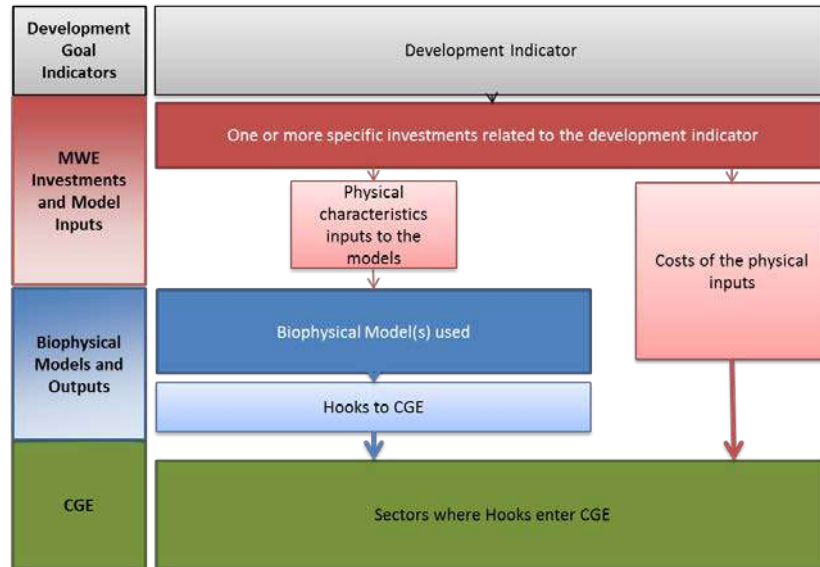 Development
Goal
Indicators
Development Indicator
MWE
Investments
and Model
Inputs
One or more specific investments related to the development indicator
Physical
characteristics
inputs to the
models
Costs of the physical
inputs
Biophysical
Models and
Outputs
Biophysical Model(s) used
Hooks to CGE
CGE
Sectors where Hooks enter CGE